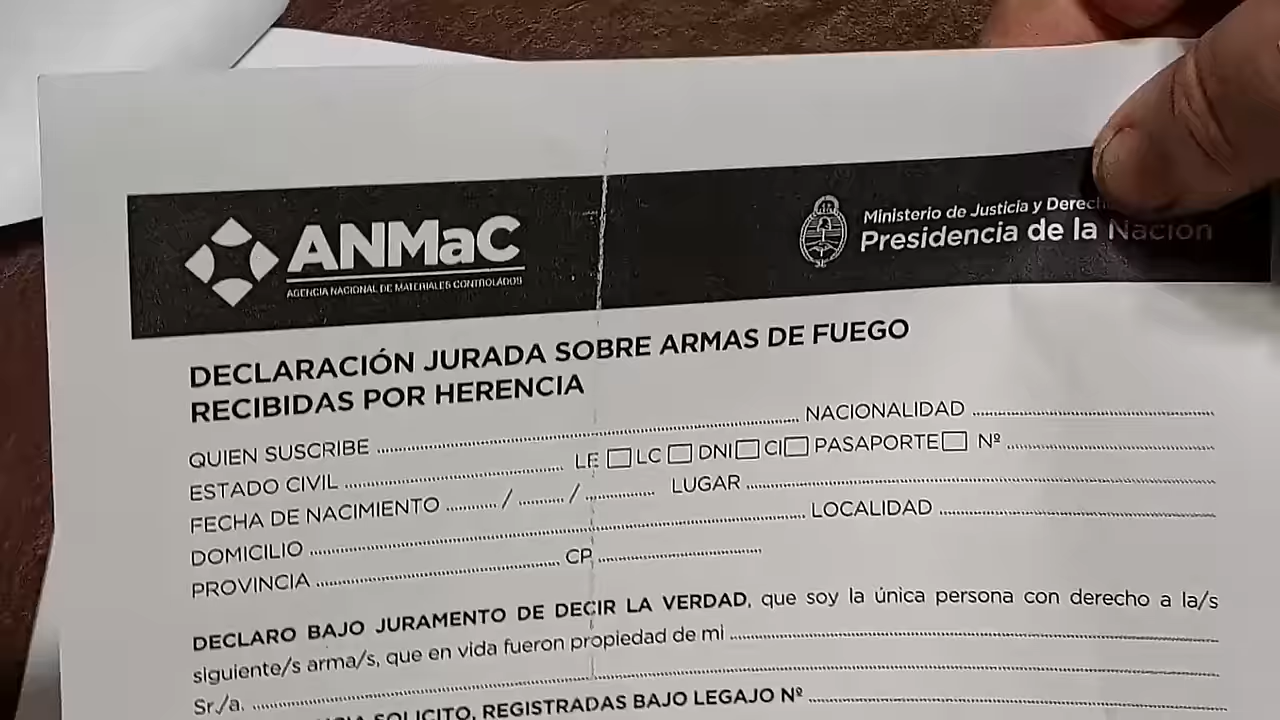 ANMaC
AGENCIA NACIONAL DE MATERIALES CONTROLADOS
Ministerio de Justicia y Derech
Presidencia de la Nación
DECLARACIÓN JURADA SOBRE ARMAS DE FUEGO
RECIBIDAS POR HERENCIA
QUIEN SUSCRIBE ........................ NACIONALIDAD ........................
ESTADO CIVIL ........................ LE ☐ LC ☐ DNI ☐ CI ☐ PASAPORTE ☐ Nº ........................
FECHA DE NACIMIENTO ........ / ........ / ............ LUGAR ........................
DOMICILIO ........................ LOCALIDAD ........................
PROVINCIA ........................ CP ........................
DECLARO BAJO JURAMENTO DE DECIR LA VERDAD, que soy la única persona con derecho a la/s
siguiente/s arma/s, que en vida fueron propiedad de mi ........................
Sr./a. ........................
SOLICITO, REGISTRADAS BAJO LEGAJO Nº ........................